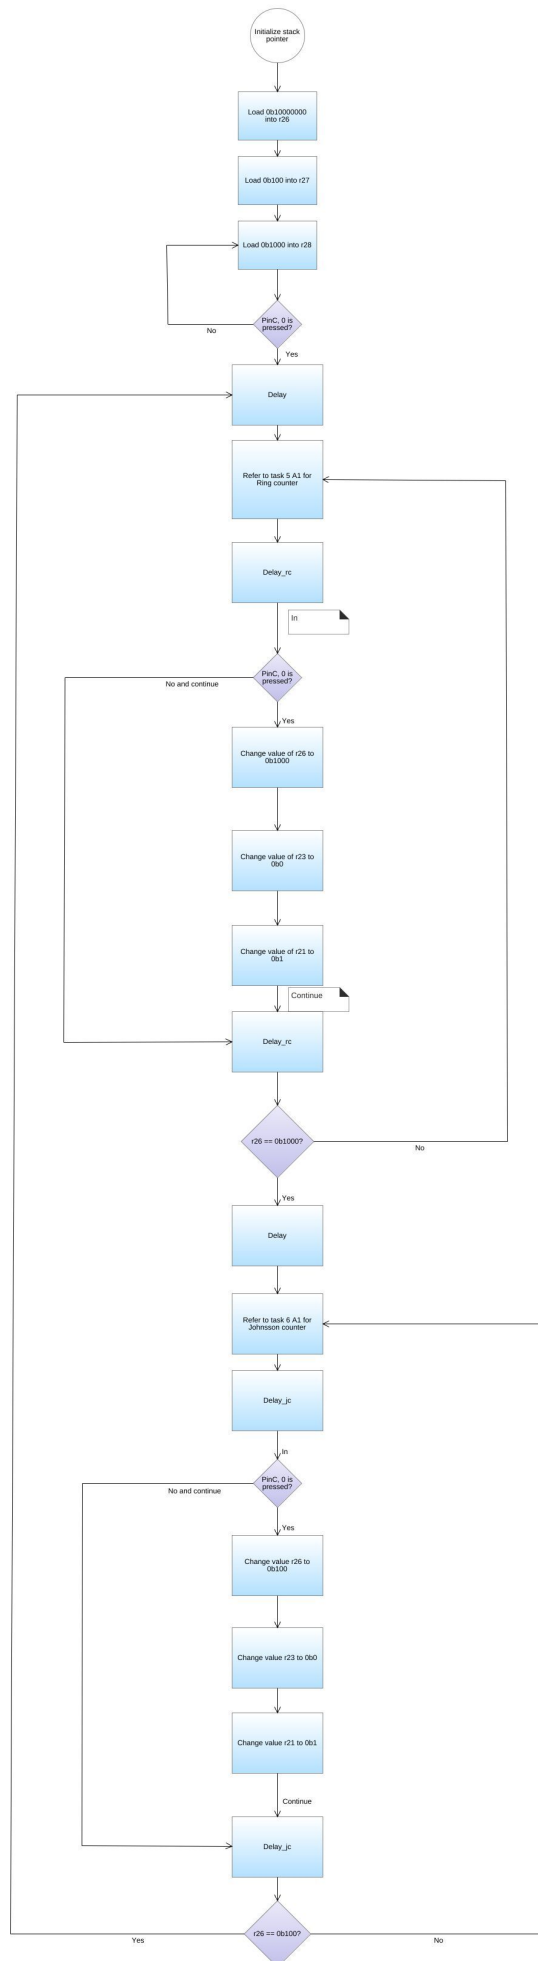 Initialize stack
pointer
Load 0b10000000
into r26
Load 0b100 into r27
Load 0b1000 into r28
PinC, 0 is
pressed?
No
Yes
Delay
Refer to task 5 A1 for
Ring counter
Delay_rc
In
PinC, 0 is
pressed?
No and continue
Yes
Change value of r26 to
0b1000
Change value of r23 to
0b0
Change value of r21 to
0b1
Continue
Delay_rc
r26 == 0b1000?
No
Yes
Delay
Refer to task 6 A1 for
Johnsson counter
Delay_jc
In
PinC, 0 is
pressed?
No and continue
Yes
Change value r26 to
0b100
Change value r23 to 0b0
Change value r21 to 0b1
Continue
Delay_jc
r26 == 0b100?
Yes
No